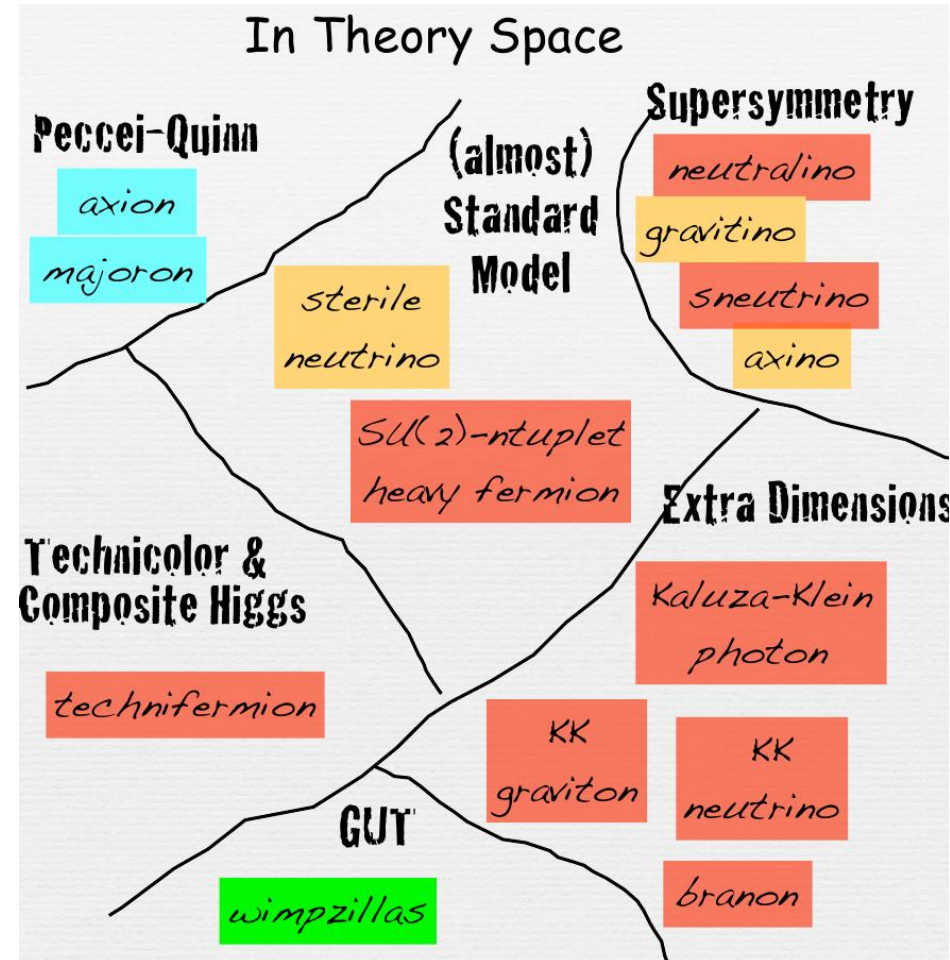 In Theory Space
Peccei-Quinn
axion
majoron
(almost)
Standard
Model
sterile
neutrino
SU(2)-ntuplet
heavy fermion
Supersymmetry
neutralino
gravitino
sneutrino
axino
Technicolor &
Composite Higgs
technifermion
Extra Dimensions
Kaluza-Klein
photon
KK
graviton
KK
neutrino
branon
GUT
wimpzillas